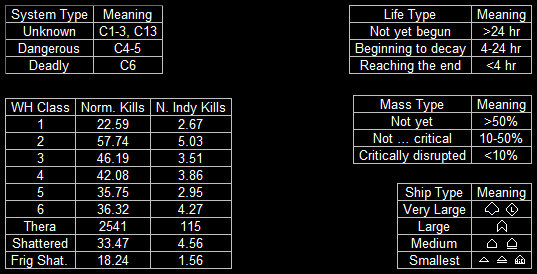 System Type Meaning
Unknown C1-3, C13
Dangerous C4-5
Deadly C6
Life Type Meaning
Not yet begun >24 hr
Beginning to decay 4-24 hr
Reaching the end <4 hr
WH Class Norm. Kills N. Indy Kills
1 22.59 2.67
2 57.74 5.03
3 46.19 3.51
4 42.08 3.86
5 35.75 2.95
6 36.32 4.27
Thera 2541 115
Shattered 33.47 4.56
Frig Shat. 18.24 1.56
Mass Type Meaning
Not yet >50%
Not … critical 10-50%
Critically disrupted <10%
Ship Type Meaning
Very Large
Large
Medium
Smallest